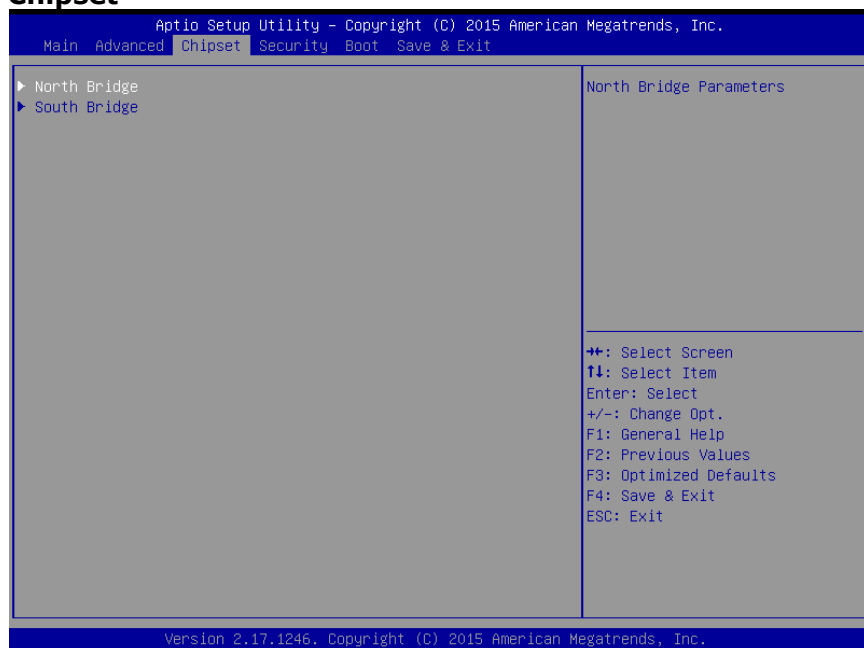 Chipset
Aptio Setup Utility – Copyright (C) 2015 American Megatrends, Inc.
Main Advanced Chipset Security Boot Save & Exit
► North Bridge
► South Bridge
North Bridge Parameters
→←: Select Screen
↑↓: Select Item
Enter: Select
+/-: Change Opt.
F1: General Help
F2: Previous Values
F3: Optimized Defaults
F4: Save & Exit
ESC: Exit
Version 2.17.1246. Copyright (C) 2015 American Megatrends, Inc.